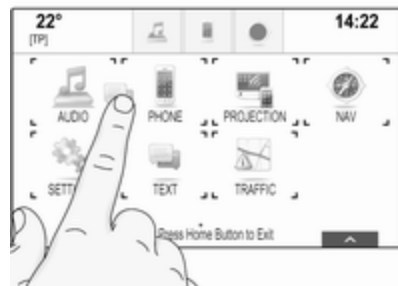 22° 14:22
[TP]
AUDIO PHONE PROJECTION NAV
TEXT TRAFFIC
Press Home Button to Exit